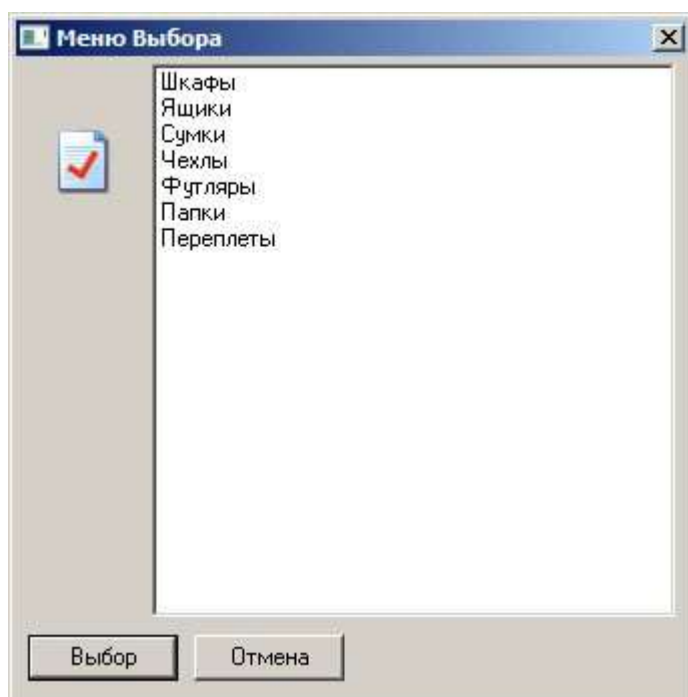 Меню Выбора
Шкафы
Ящики
Сумки
Чехлы
Футляры
Папки
Переплеты
Выбор
Отмена